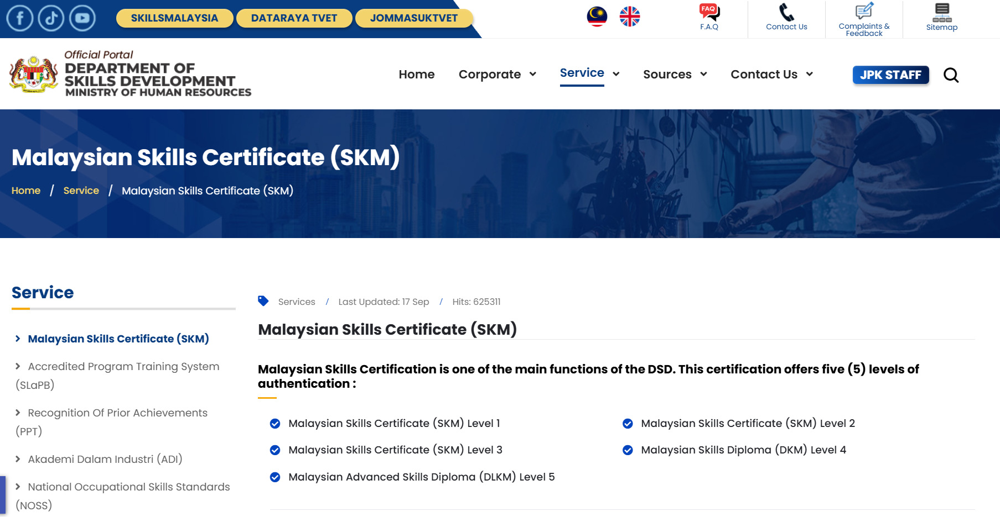 SKILLSMALAYSIA
DATARAYA TVET
JOMMASUKTVET
FAQ
F.A.Q
Contact Us
Complaints &
Feedback
Sitemap
Official Portal
DEPARTMENT OF
SKILLS DEVELOPMENT
MINISTRY OF HUMAN RESOURCES
Home
Corporate
Service
Sources
Contact Us
JPK STAFF
Malaysian Skills Certificate (SKM)
Home / Service / Malaysian Skills Certificate (SKM)
Service
Malaysian Skills Certificate (SKM)
Accredited Program Training System
(SLaPB)
Recognition Of Prior Achievements
(PPT)
Akademi Dalam Industri (ADI)
National Occupational Skills Standards
(NOSS)
Services / Last Updated: 17 Sep / Hits: 625311
Malaysian Skills Certificate (SKM)
Malaysian Skills Certification is one of the main functions of the DSD. This certification offers five (5) levels of
authentication :
Malaysian Skills Certificate (SKM) Level 1
Malaysian Skills Certificate (SKM) Level 2
Malaysian Skills Certificate (SKM) Level 3
Malaysian Skills Diploma (DKM) Level 4
Malaysian Advanced Skills Diploma (DLKM) Level 5